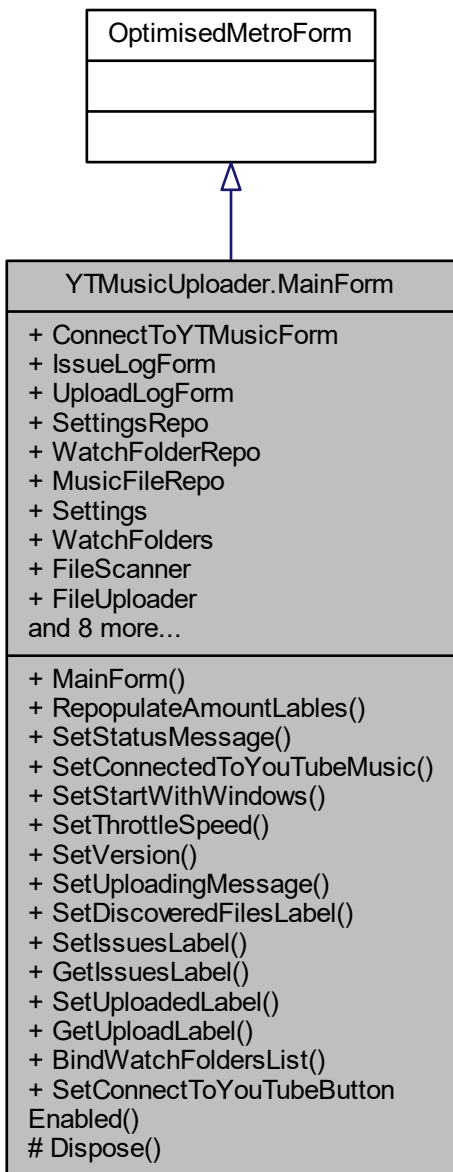 OptimisedMetroForm
YTMusicUploader.MainForm
+ ConnectToYTMusicForm
+ IssueLogForm
+ UploadLogForm
+ SettingsRepo
+ WatchFolderRepo
+ MusicFileRepo
+ Settings
+ WatchFolders
+ FileScanner
+ FileUploader
and 8 more...
+ MainForm()
+ RepopulateAmountLables()
+ SetStatusMessage()
+ SetConnectedToYouTubeMusic()
+ SetStartWithWindows()
+ SetThrottleSpeed()
+ SetVersion()
+ SetUploadingMessage()
+ SetDiscoveredFilesLabel()
+ SetIssuesLabel()
+ GetIssuesLabel()
+ SetUploadedLabel()
+ GetUploadLabel()
+ BindWatchFoldersList()
+ SetConnectToYouTubeButton
Enabled()
# Dispose()